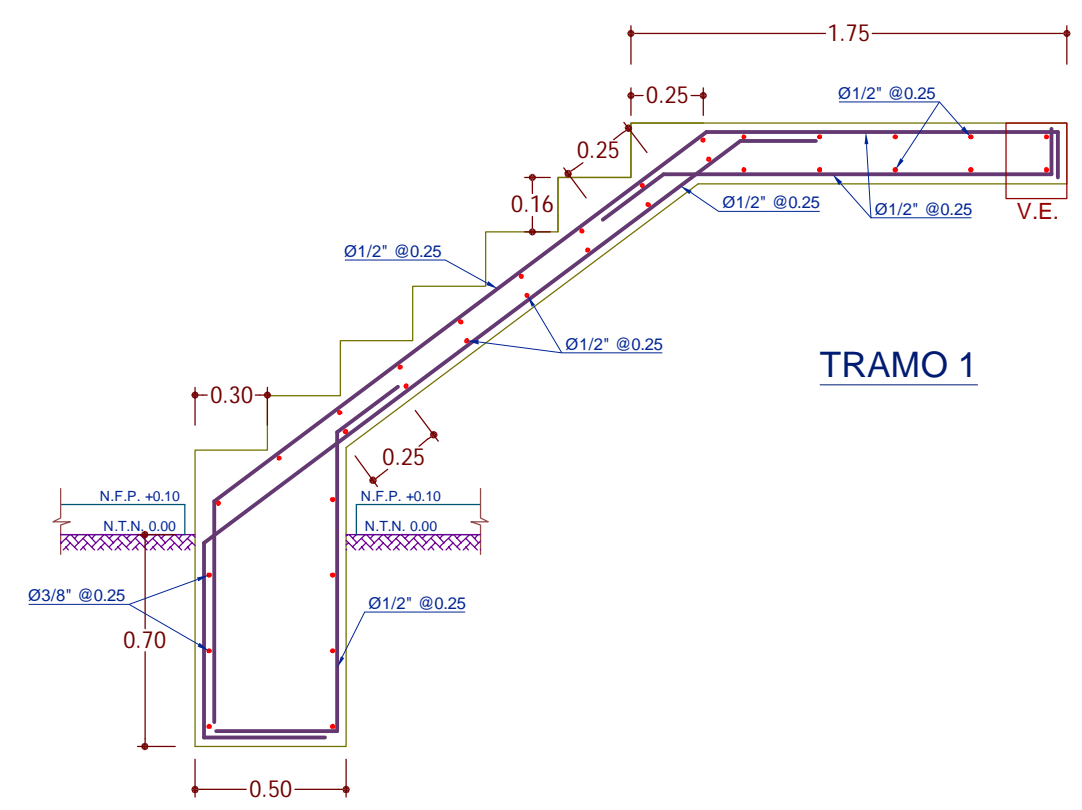 1.75
0.25
Ø1/2" @0.25
0.25
0.16
Ø1/2" @0.25
Ø1/2" @0.25
V.E.
Ø1/2" @0.25
Ø1/2" @0.25
TRAMO 1
0.30
0.25
N.F.P. +0.10
N.T.N. 0.00
N.F.P. +0.10
N.T.N. 0.00
Ø3/8" @0.25
Ø1/2" @0.25
0.70
0.50